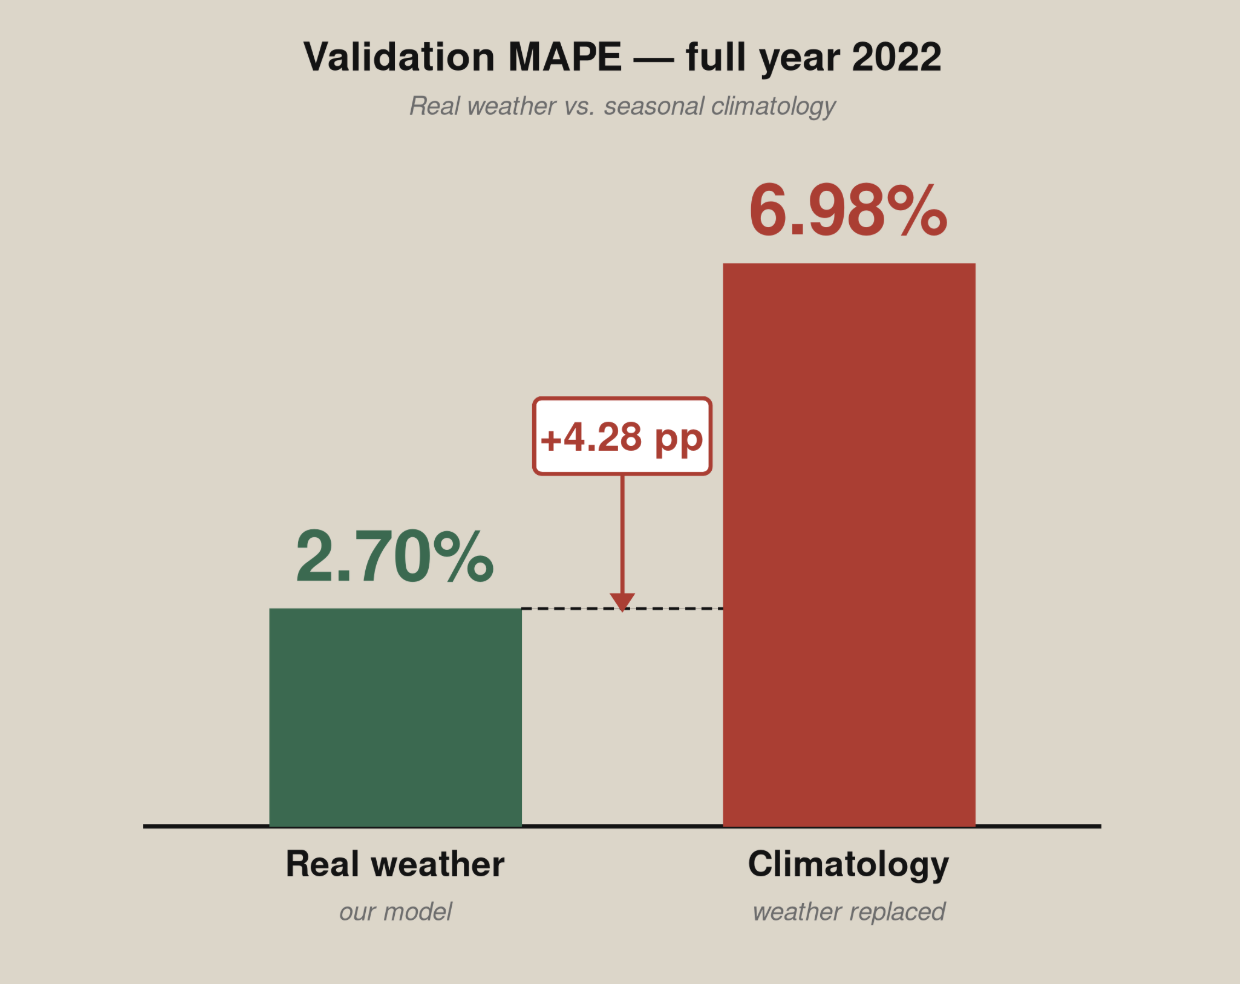 Validation MAPE — full year 2022
Real weather vs. seasonal climatology
6.98%
+4.28 pp
2.70%
Real weather
Climatology
our model
weather replaced